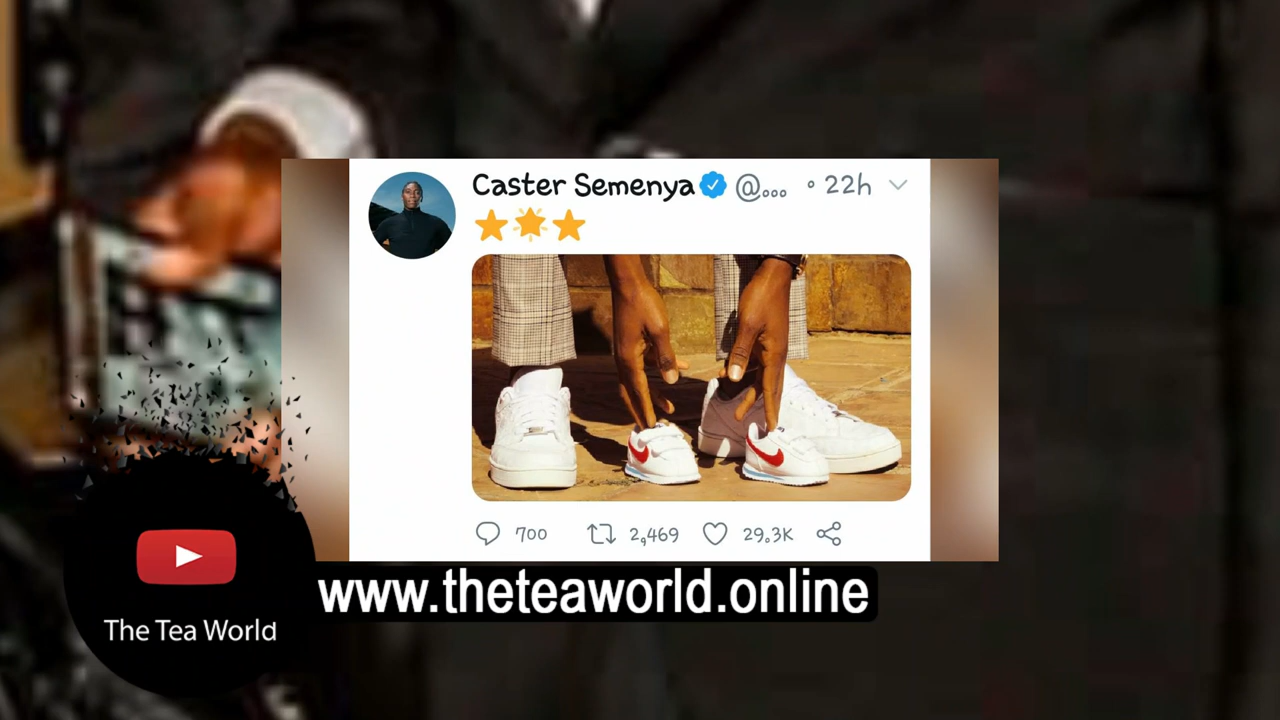 Caster Semenya @... • 22h
700 2,469 29.3K
www.theteaworld.online
The Tea World